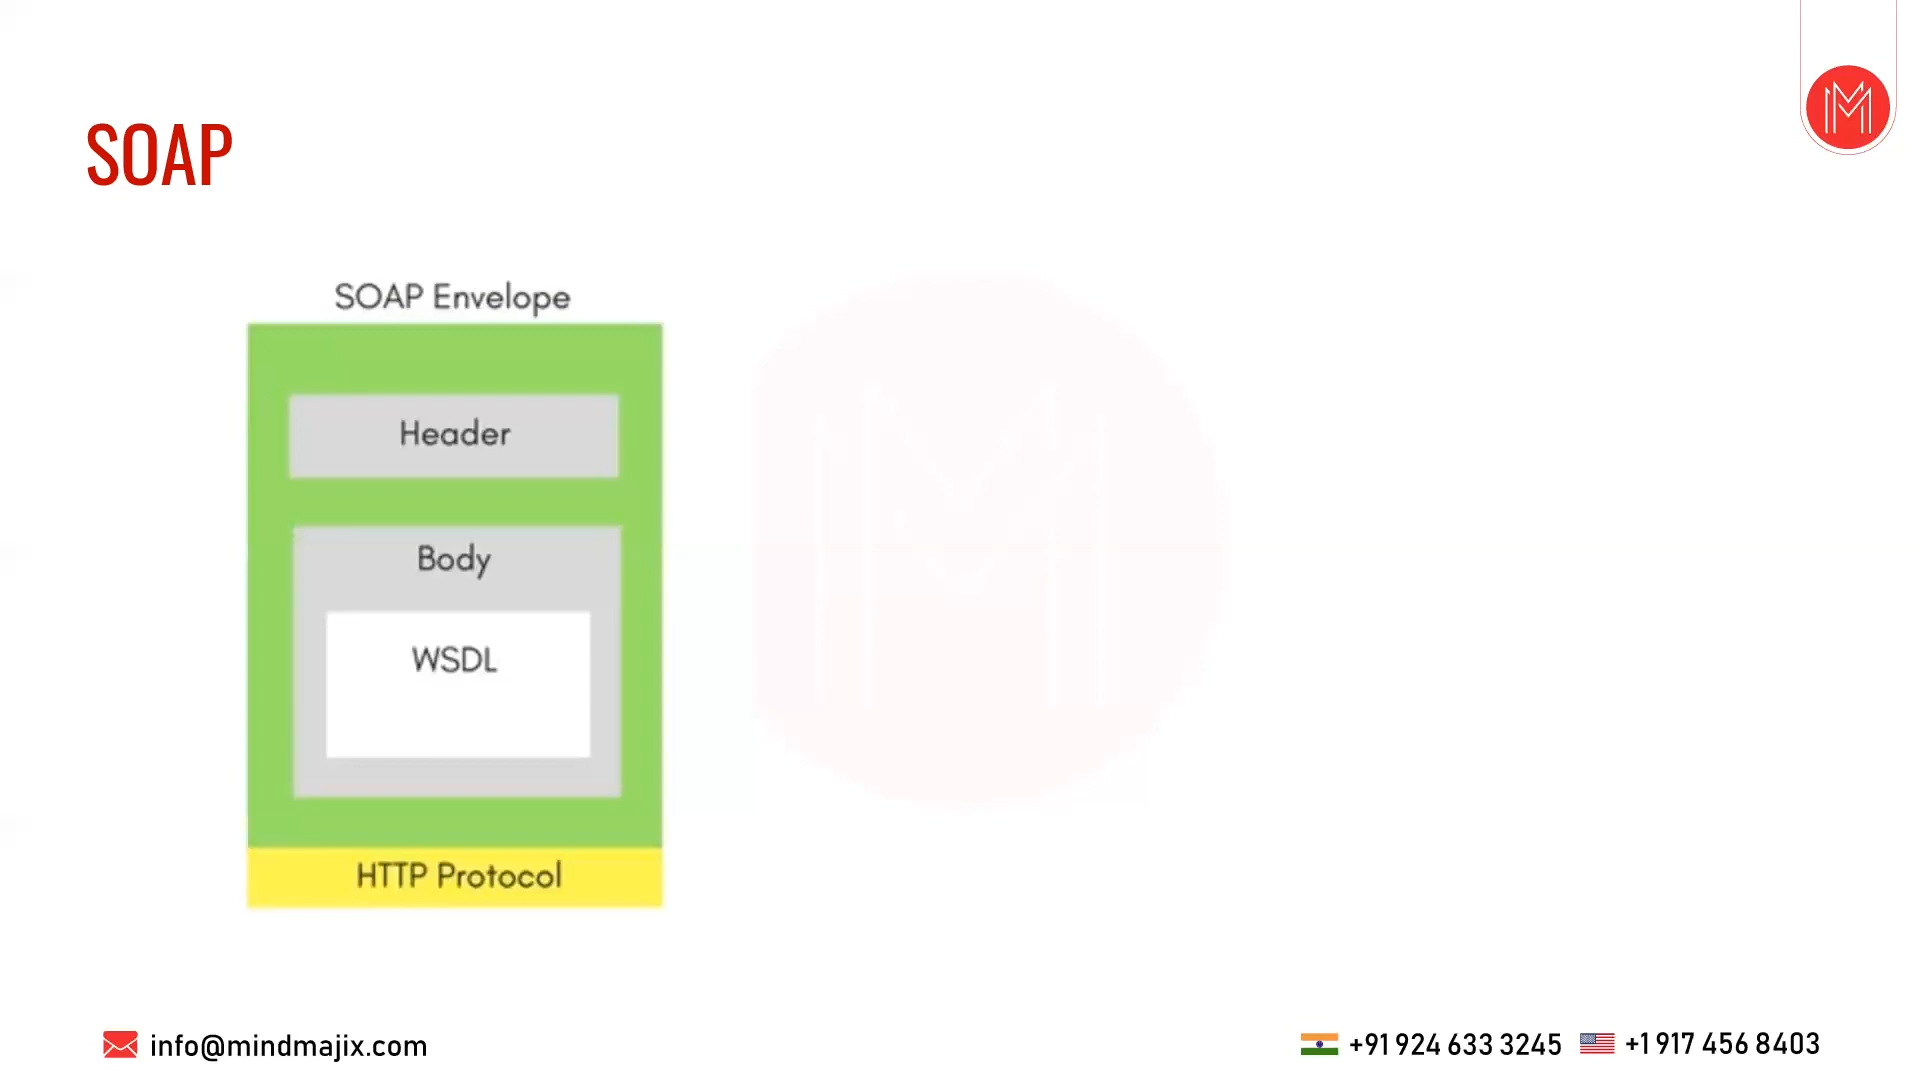 SOAP
SOAP Envelope
Header
Body
WSDL
HTTP Protocol
info@mindmajix.com
+91 924 633 3245
+1 917 456 8403